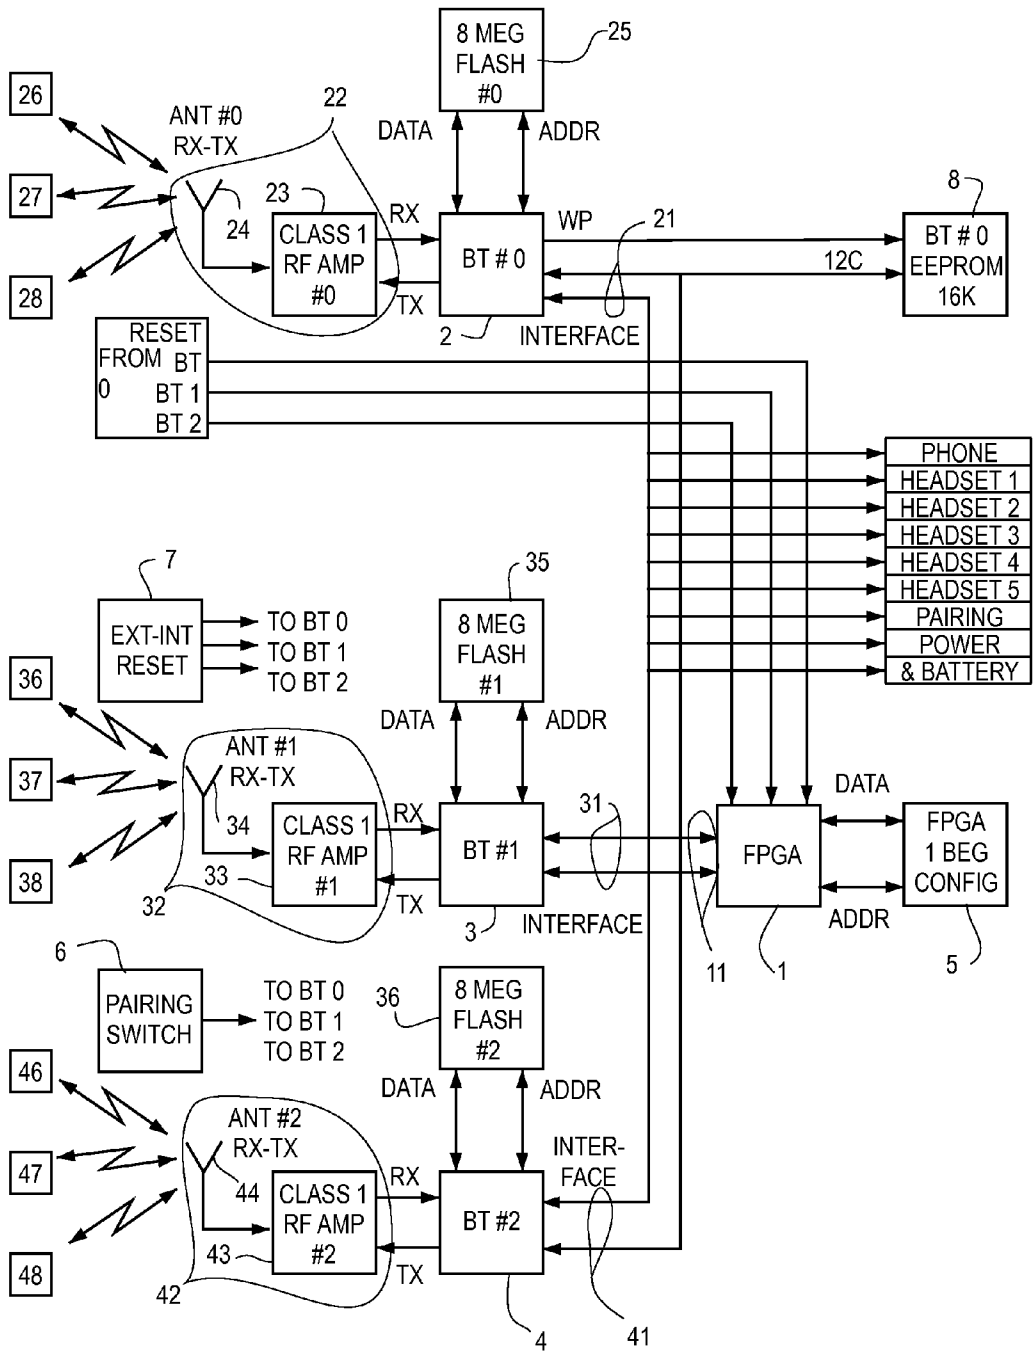 8 MEG
FLASH
#0
25
26
ANT #0
RX-TX
22
DATA
ADDR
27
24
23
CLASS 1
RF AMP
#0
RX
TX
BT # 0
WP
21
8
BT # 0
EEPROM
16K
12C
28
2
INTERFACE
RESET
FROM BT
0
BT 1
BT 2
PHONE
HEADSET 1
HEADSET 2
HEADSET 3
HEADSET 4
HEADSET 5
PAIRING
POWER
& BATTERY
7
EXT-INT
RESET
TO BT 0
TO BT 1
TO BT 2
35
8 MEG
FLASH
#1
36
DATA
ADDR
37
ANT #1
RX-TX
34
CLASS 1
RF AMP
#1
33
RX
TX
BT #1
31
FPGA
DATA
FPGA
1 BEG
CONFIG
ADDR
38
32
3
INTERFACE
11
1
5
6
PAIRING
SWITCH
TO BT 0
TO BT 1
TO BT 2
36
8 MEG
FLASH
#2
46
DATA
ADDR
47
ANT #2
RX-TX
44
CLASS 1
RF AMP
#2
43
RX
TX
BT #2
INTER-
FACE
48
42
4
41